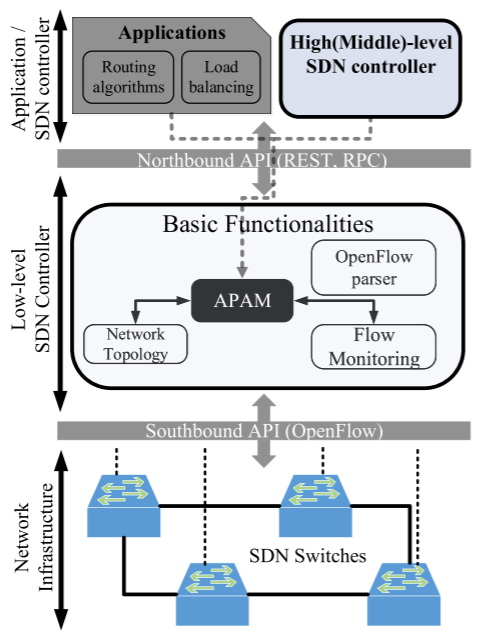 Application /
SDN controller
Applications
Routing
algorithms
Load
balancing
High(Middle)-level
SDN controller
Northbound API (REST, RPC)
Low-level
SDN Controller
Basic Functionalities
OpenFlow
parser
APAM
Network
Topology
Flow
Monitoring
Southbound API (OpenFlow)
Network
Infrastructure
SDN Switches